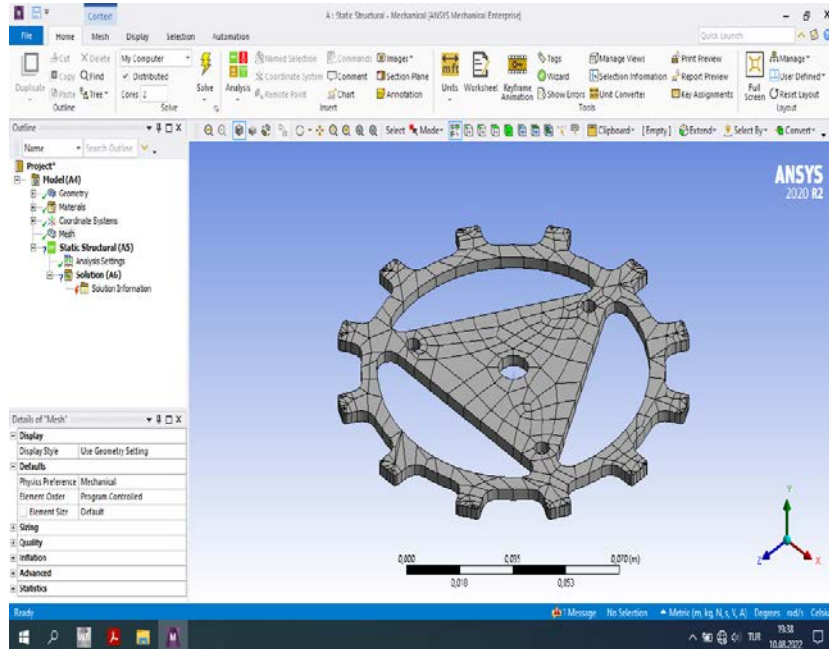 A : Static Structural - Mechanical [ANSYS Mechanical Enterprise]
Context
File Home Mesh Display Selection Automation Quick Launch
Cut Delete My Computer Named Selection Commands Images Tags Manage Views Print Preview Manage
Duplicate Copy Find Distributed Solve Analysis Coordinate System Comment Section Plane Units Worksheet Keyframe Animation Wizard Selection Information Report Preview Full Screen User Defined
Paste Tree Cores 2 Remote Point Chart Annotation Show Errors Unit Converter Key Assignments Reset Layout
Outline Solve Insert Tools Layout
Outline
Select Mode Clipboard [Empty] Extend Select By Convert
Name Search Outline
Project*
Model (A4)
Geometry
Materials
Coordinate Systems
Mesh
Static Structural (A5)
Analysis Settings
Solution (A6)
Solution Information
ANSYS
2020 R2
Details of "Mesh"
Display
Display Style Use Geometry Setting
Defaults
Physics Preference Mechanical
Element Order Program Controlled
Element Size Default
Sizing
Quality
Inflation
Advanced
Statistics
0,000 0,035 0,070 (m)
0,018 0,053
Y
Z X
Ready 1 Message No Selection Metric (m, kg, N, s, V, A) Degrees rad/s Celsiu
TUR 19:38
10.08.2022